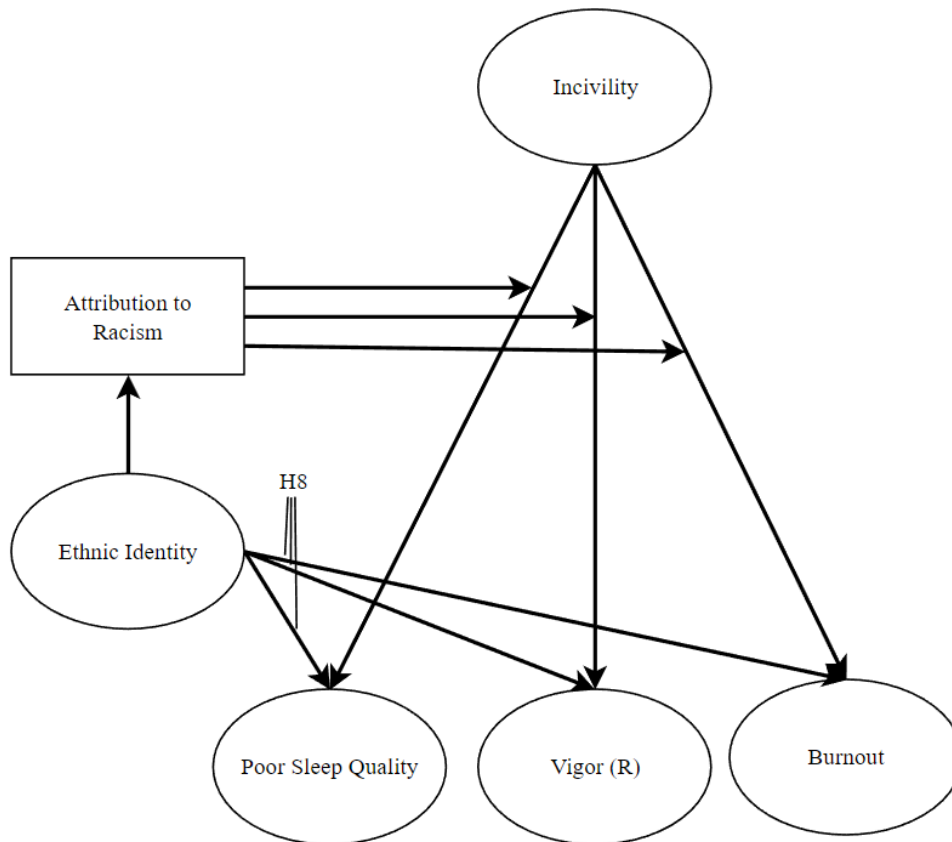 Incivility
Attribution to
Racism
H8
Ethnic Identity
Poor Sleep Quality
Vigor (R)
Burnout